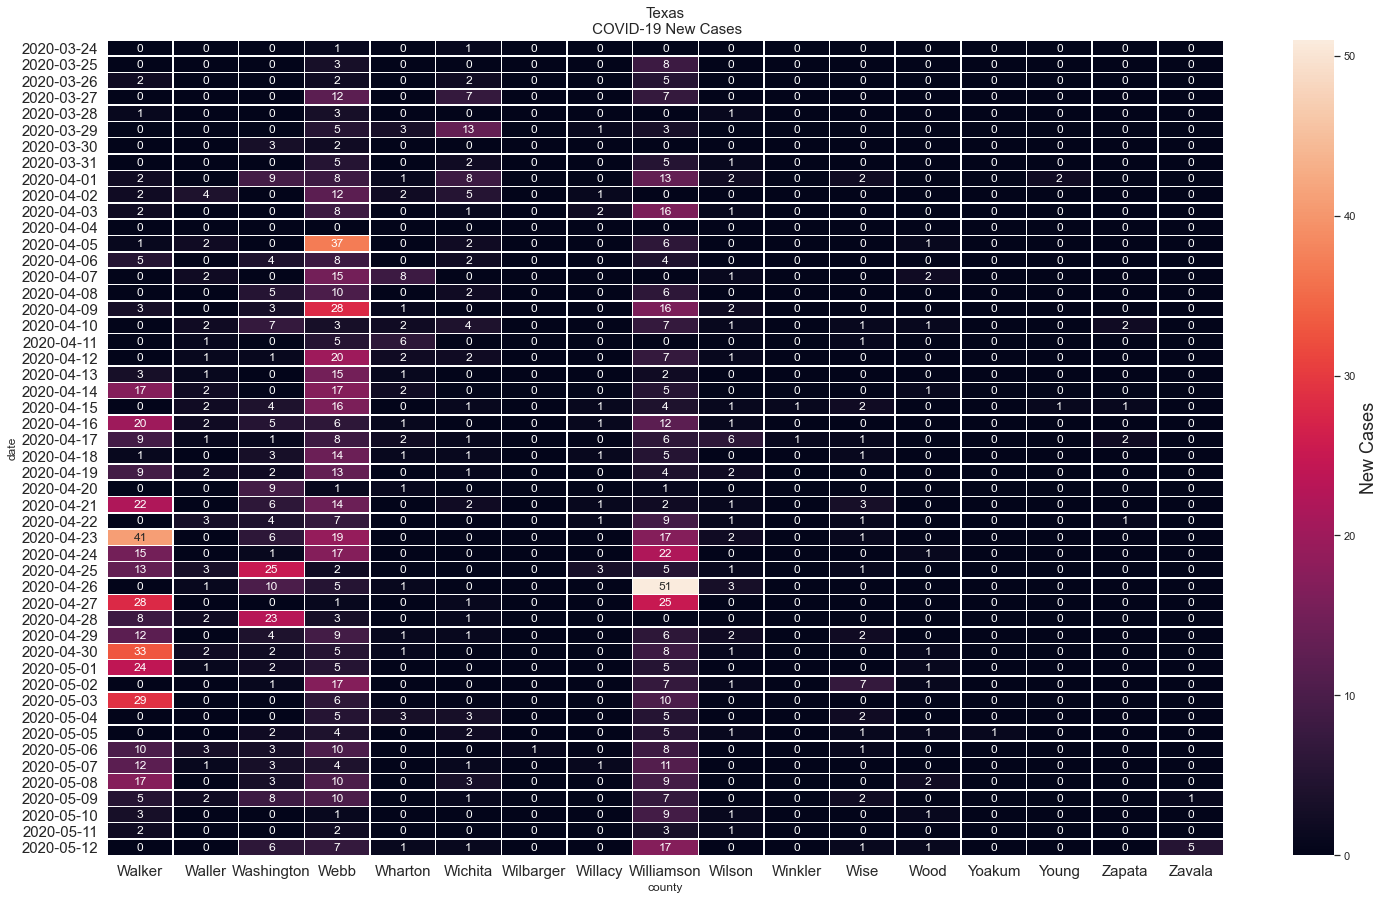 Texas
COVID-19 New Cases
2020-03-24 0 0 0 1 0 1 0 0 0 0 0 0 0 0 0 0 0
2020-03-25 0 0 0 3 0 0 0 0 8 0 0 0 0 0 0 0 0
2020-03-26 2 0 0 2 0 2 0 0 5 0 0 0 0 0 0 0 0
2020-03-27 0 0 0 12 0 7 0 0 7 0 0 0 0 0 0 0 0
2020-03-28 1 0 0 3 0 0 0 0 0 1 0 0 0 0 0 0 0
2020-03-29 0 0 0 5 3 13 0 1 3 0 0 0 0 0 0 0 0
2020-03-30 0 0 3 2 0 0 0 0 0 0 0 0 0 0 0 0 0
2020-03-31 0 0 0 5 0 2 0 0 5 1 0 0 0 0 0 0 0
2020-04-01 2 0 9 8 1 8 0 0 13 2 0 2 0 0 2 0 0
2020-04-02 2 4 0 12 2 5 0 1 0 0 0 0 0 0 0 0 0
2020-04-03 2 0 0 8 0 1 0 2 16 1 0 0 0 0 0 0 0
2020-04-04 0 0 0 0 0 0 0 0 0 0 0 0 0 0 0 0 0
2020-04-05 1 2 0 37 0 2 0 0 6 0 0 0 1 0 0 0 0
2020-04-06 5 0 4 8 0 2 0 0 4 0 0 0 0 0 0 0 0
2020-04-07 0 2 0 15 8 0 0 0 0 1 0 0 2 0 0 0 0
2020-04-08 0 0 5 10 0 2 0 0 6 0 0 0 0 0 0 0 0
2020-04-09 3 0 3 28 1 0 0 0 16 2 0 0 0 0 0 0 0
2020-04-10 0 2 7 3 2 4 0 0 7 1 0 1 1 0 0 2 0
2020-04-11 0 1 0 5 6 0 0 0 0 0 0 1 0 0 0 0 0
2020-04-12 0 1 1 20 2 2 0 0 7 1 0 0 0 0 0 0 0
2020-04-13 3 1 0 15 1 0 0 0 2 0 0 0 0 0 0 0 0
2020-04-14 17 2 0 17 2 0 0 0 5 0 0 0 1 0 0 0 0
2020-04-15 0 2 4 16 0 1 0 1 4 1 1 2 0 0 1 1 0
2020-04-16 20 2 5 6 1 0 0 1 12 1 0 0 0 0 0 0 0
2020-04-17 9 1 1 8 2 1 0 0 6 6 1 1 0 0 0 2 0
2020-04-18 1 0 3 14 1 1 0 1 5 0 0 1 0 0 0 0 0
2020-04-19 9 2 2 13 0 1 0 0 4 2 0 0 0 0 0 0 0
2020-04-20 0 0 9 1 1 0 0 0 1 0 0 0 0 0 0 0 0
2020-04-21 22 0 6 14 0 2 0 1 2 1 0 3 0 0 0 0 0
2020-04-22 0 3 4 7 0 0 0 1 9 1 0 1 0 0 0 1 0
2020-04-23 41 0 6 19 0 0 0 0 17 2 0 1 0 0 0 0 0
2020-04-24 15 0 1 17 0 0 0 0 22 0 0 0 1 0 0 0 0
2020-04-25 13 3 25 2 0 0 0 3 5 1 0 1 0 0 0 0 0
2020-04-26 0 1 10 5 1 0 0 0 51 3 0 0 0 0 0 0 0
2020-04-27 28 0 0 1 0 1 0 0 25 0 0 0 0 0 0 0 0
2020-04-28 8 2 23 3 0 1 0 0 0 0 0 0 0 0 0 0 0
2020-04-29 12 0 4 9 1 1 0 0 6 2 0 2 0 0 0 0 0
2020-04-30 33 2 2 5 1 0 0 0 8 1 0 0 1 0 0 0 0
2020-05-01 24 1 2 5 0 0 0 0 5 0 0 0 1 0 0 0 0
2020-05-02 0 0 1 17 0 0 0 0 7 1 0 7 1 0 0 0 0
2020-05-03 29 0 0 6 0 0 0 0 10 0 0 0 0 0 0 0 0
2020-05-04 0 0 0 5 3 3 0 0 5 0 0 2 0 0 0 0 0
2020-05-05 0 0 2 4 0 2 0 0 5 1 0 1 1 1 0 0 0
2020-05-06 10 3 3 10 0 0 1 0 8 0 0 1 0 0 0 0 0
2020-05-07 12 1 3 4 0 1 0 1 11 0 0 0 0 0 0 0 0
2020-05-08 17 0 3 10 0 3 0 0 9 0 0 0 2 0 0 0 0
2020-05-09 5 2 8 10 0 1 0 0 7 0 0 2 0 0 0 0 1
2020-05-10 3 0 0 1 0 0 0 0 9 1 0 0 1 0 0 0 0
2020-05-11 2 0 0 2 0 0 0 0 3 1 0 0 0 0 0 0 0
2020-05-12 0 0 6 7 1 1 0 0 17 0 0 1 1 0 0 0 5
Walker Waller Washington Webb Wharton Wichita Wilbarger Willacy Williamson Wilson Winkler Wise Wood Yoakum Young Zapata Zavala
county
date
50
40
30
20
10
0
New Cases